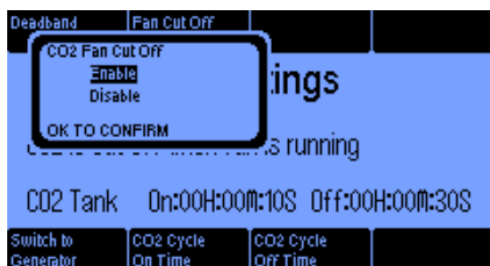 Deadband Fan Cut Off
CO2 Fan Cut Off
Enable
Disable
OK TO CONFIRM
ings
running
CO2 Tank On:00H:00M:10S Off:00H:00M:30S
Switch to Generator
CO2 Cycle On Time
CO2 Cycle Off Time